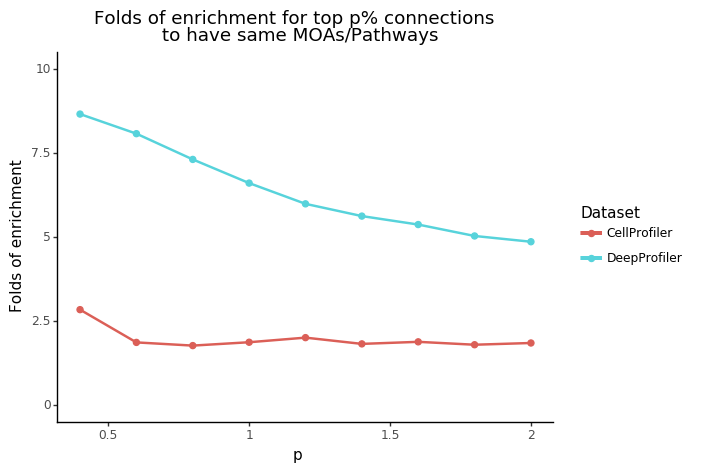 Folds of enrichment for top p% connections
to have same MOAs/Pathways
10
7.5
5
2.5
0
Folds of enrichment
0.5
1
1.5
2
p
Dataset
CellProfiler
DeepProfiler